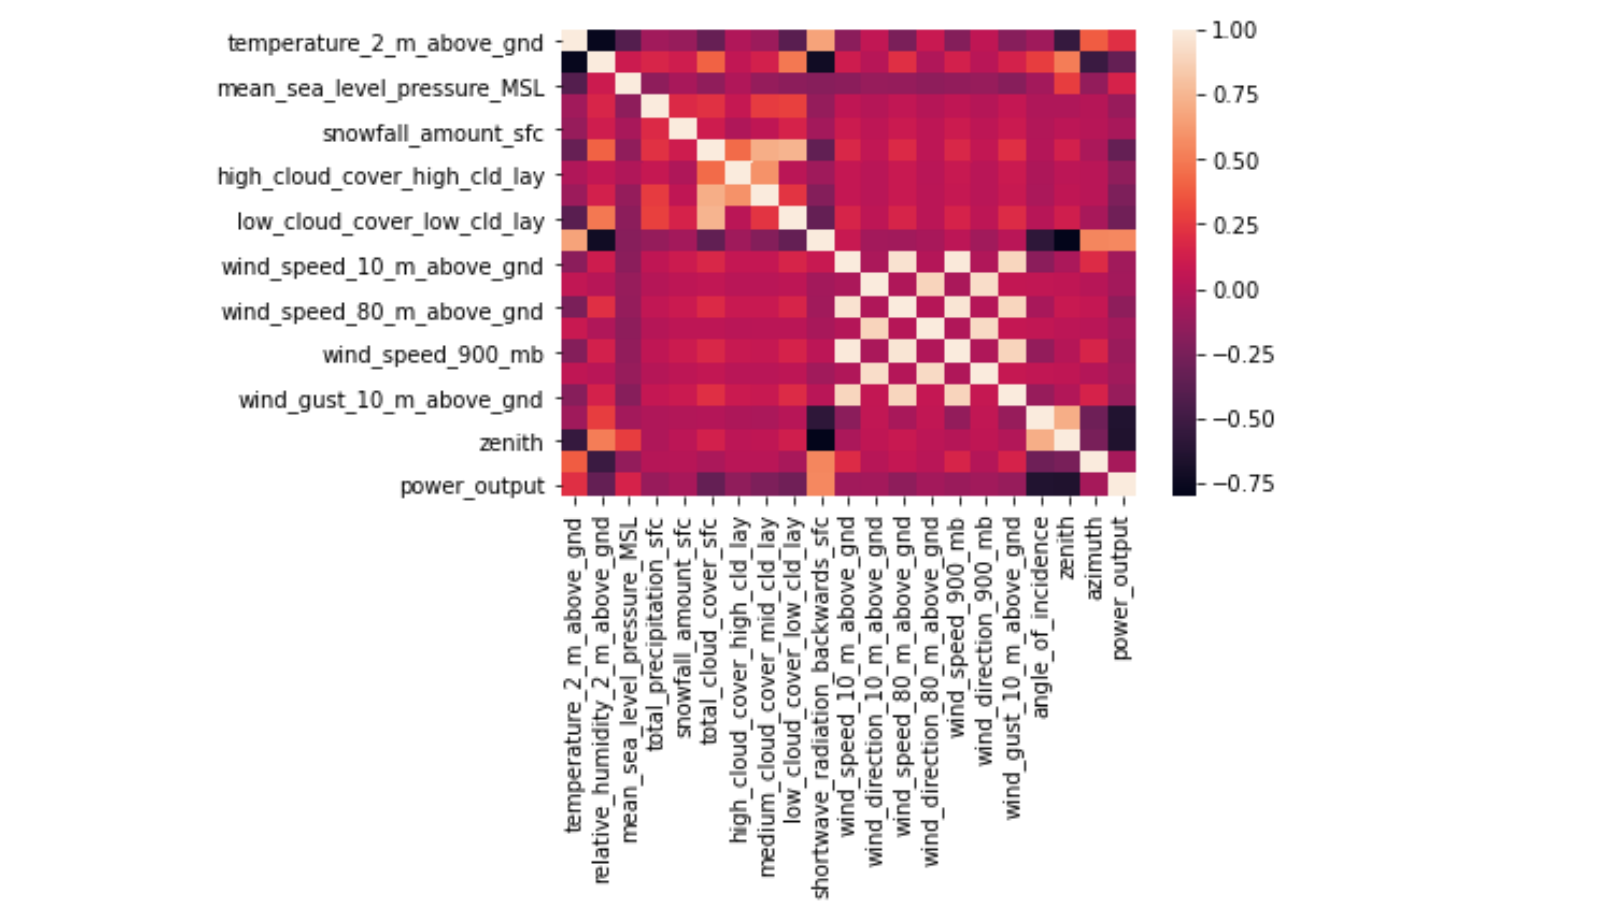 temperature_2_m_above_gnd
mean_sea_level_pressure_MSL
snowfall_amount_sfc
high_cloud_cover_high_cld_lay
low_cloud_cover_low_cld_lay
wind_speed_10_m_above_gnd
wind_speed_80_m_above_gnd
wind_speed_900_mb
wind_gust_10_m_above_gnd
zenith
power_output
temperature_2_m_above_gnd
relative_humidity_2_m_above_gnd
mean_sea_level_pressure_MSL
total_precipitation_sfc
snowfall_amount_sfc
total_cloud_cover_sfc
high_cloud_cover_high_cld_lay
medium_cloud_cover_mid_cld_lay
low_cloud_cover_low_cld_lay
shortwave_radiation_backwards_sfc
wind_speed_10_m_above_gnd
wind_direction_10_m_above_gnd
wind_speed_80_m_above_gnd
wind_direction_80_m_above_gnd
wind_speed_900_mb
wind_direction_900_mb
wind_gust_10_m_above_gnd
angle_of_incidence
zenith
azimuth
power_output
1.00
0.75
0.50
0.25
0.00
−0.25
−0.50
−0.75